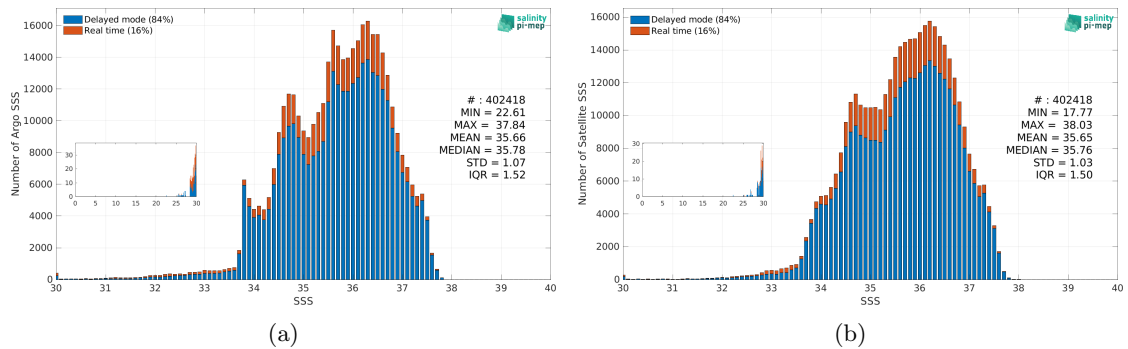 Delayed mode (84%)
Real time (16%)
salinity
pi-mep
# : 402418
MIN = 22.61
MAX = 37.84
MEAN = 35.66
MEDIAN = 35.78
STD = 1.07
IQR = 1.52
Number of Argo SSS
16000
14000
12000
10000
8000
6000
4000
2000
0
30
20
10
0
0 5 10 15 20 25 30
30 31 32 33 34 35 36 37 38 39 40
SSS
(a)
Delayed mode (84%)
Real time (16%)
salinity
pi-mep
# : 402418
MIN = 17.77
MAX = 38.03
MEAN = 35.65
MEDIAN = 35.76
STD = 1.03
IQR = 1.50
Number of Satellite SSS
16000
14000
12000
10000
8000
6000
4000
2000
0
30
20
10
0
0 5 10 15 20 25 30
30 31 32 33 34 35 36 37 38 39 40
SSS
(b)